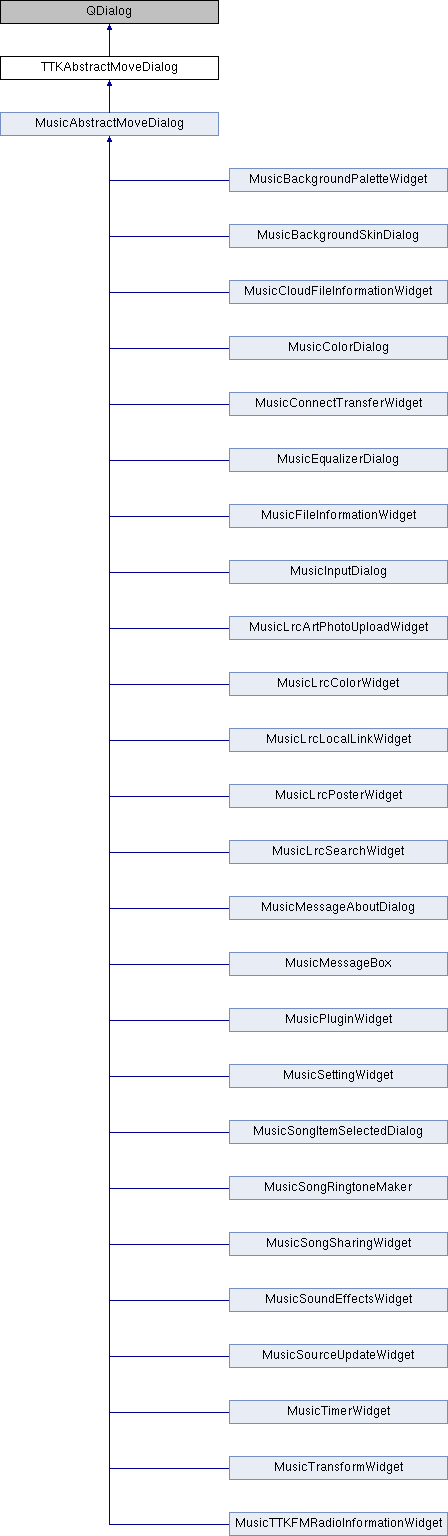 QDialog
TTKAbstractMoveDialog
MusicAbstractMoveDialog
MusicBackgroundPaletteWidget
MusicBackgroundSkinDialog
MusicCloudFileInformationWidget
MusicColorDialog
MusicConnectTransferWidget
MusicEqualizerDialog
MusicFileInformationWidget
MusicInputDialog
MusicLrcArtPhotoUploadWidget
MusicLrcColorWidget
MusicLrcLocalLinkWidget
MusicLrcPosterWidget
MusicLrcSearchWidget
MusicMessageAboutDialog
MusicMessageBox
MusicPluginWidget
MusicSettingWidget
MusicSongItemSelectedDialog
MusicSongRingtoneMaker
MusicSongSharingWidget
MusicSoundEffectsWidget
MusicSourceUpdateWidget
MusicTimerWidget
MusicTransformWidget
MusicTTKFMRadioInformationWidget